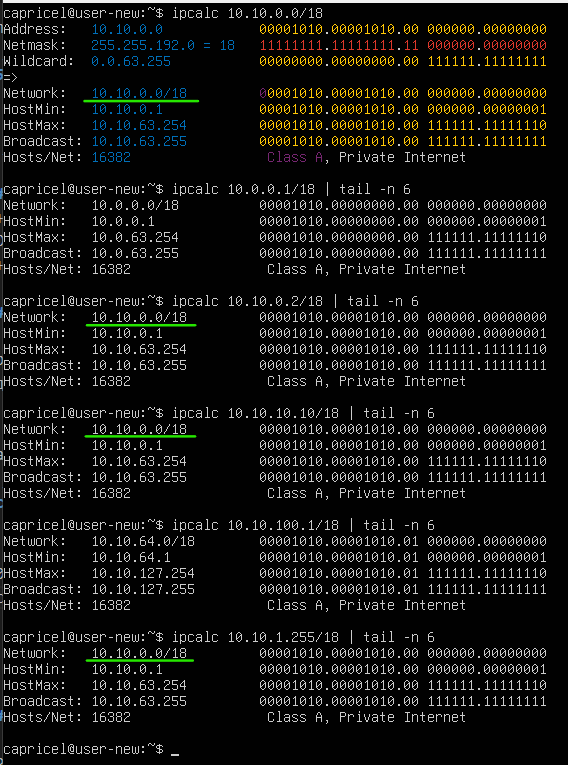 capricel@user-new:~$ ipcalc 10.10.0.0/18
Address:   10.10.0.0            00001010.00001010.00 000000.00000000
Netmask:   255.255.192.0 = 18   11111111.11111111.11 000000.00000000
Wildcard:  0.0.63.255           00000000.00000000.00 111111.11111111
=>
Network:   10.10.0.0/18         00001010.00001010.00 000000.00000000
HostMin:   10.10.0.1            00001010.00001010.00 000000.00000001
HostMax:   10.10.63.254         00001010.00001010.00 111111.11111110
Broadcast: 10.10.63.255         00001010.00001010.00 111111.11111111
Hosts/Net: 16382                 Class A, Private Internet

capricel@user-new:~$ ipcalc 10.0.0.1/18 | tail -n 6
Network:   10.0.0.0/18          00001010.00000000.00 000000.00000000
HostMin:   10.0.0.1             00001010.00000000.00 000000.00000001
HostMax:   10.0.63.254          00001010.00000000.00 111111.11111110
Broadcast: 10.0.63.255          00001010.00000000.00 111111.11111111
Hosts/Net: 16382                 Class A, Private Internet

capricel@user-new:~$ ipcalc 10.10.0.2/18 | tail -n 6
Network:   10.10.0.0/18         00001010.00001010.00 000000.00000000
HostMin:   10.10.0.1            00001010.00001010.00 000000.00000001
HostMax:   10.10.63.254         00001010.00001010.00 111111.11111110
Broadcast: 10.10.63.255         00001010.00001010.00 111111.11111111
Hosts/Net: 16382                 Class A, Private Internet

capricel@user-new:~$ ipcalc 10.10.10.10/18 | tail -n 6
Network:   10.10.0.0/18         00001010.00001010.00 000000.00000000
HostMin:   10.10.0.1            00001010.00001010.00 000000.00000001
HostMax:   10.10.63.254         00001010.00001010.00 111111.11111110
Broadcast: 10.10.63.255         00001010.00001010.00 111111.11111111
Hosts/Net: 16382                 Class A, Private Internet

capricel@user-new:~$ ipcalc 10.10.100.1/18 | tail -n 6
Network:   10.10.64.0/18        00001010.00001010.01 000000.00000000
HostMin:   10.10.64.1           00001010.00001010.01 000000.00000001
HostMax:   10.10.127.254        00001010.00001010.01 111111.11111110
Broadcast: 10.10.127.255        00001010.00001010.01 111111.11111111
Hosts/Net: 16382                 Class A, Private Internet

capricel@user-new:~$ ipcalc 10.10.1.255/18 | tail -n 6
Network:   10.10.0.0/18         00001010.00001010.00 000000.00000000
HostMin:   10.10.0.1            00001010.00001010.00 000000.00000001
HostMax:   10.10.63.254         00001010.00001010.00 111111.11111110
Broadcast: 10.10.63.255         00001010.00001010.00 111111.11111111
Hosts/Net: 16382                 Class A, Private Internet

capricel@user-new:~$ _